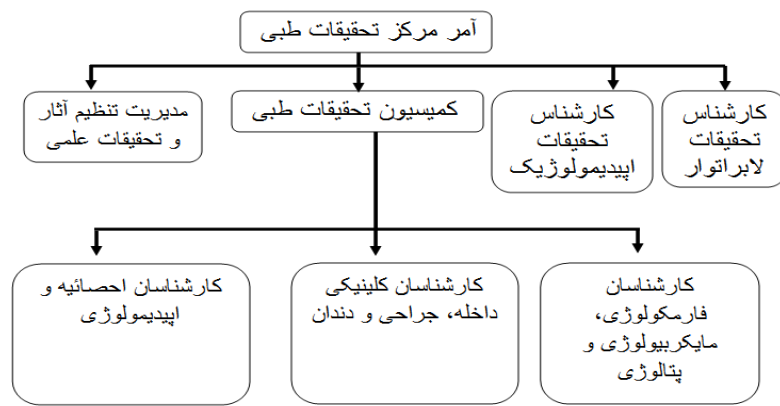 آمر مرکز تحقیقات طبی
کارشناس
تحقیقات
لابراتوار
کارشناس
تحقیقات
اپیدیمولوژیک
کمیسیون تحقیقات طبی
مدیریت تنظیم آثار
و تحقیقات علمی
کارشناسان
فارمکولوژی،
مایکربیولوژی و
پتالوژی
کارشناسان کلینیکی
داخله، جراحی و دندان
کارشناسان احصائیه و
اپیدیمولوژی